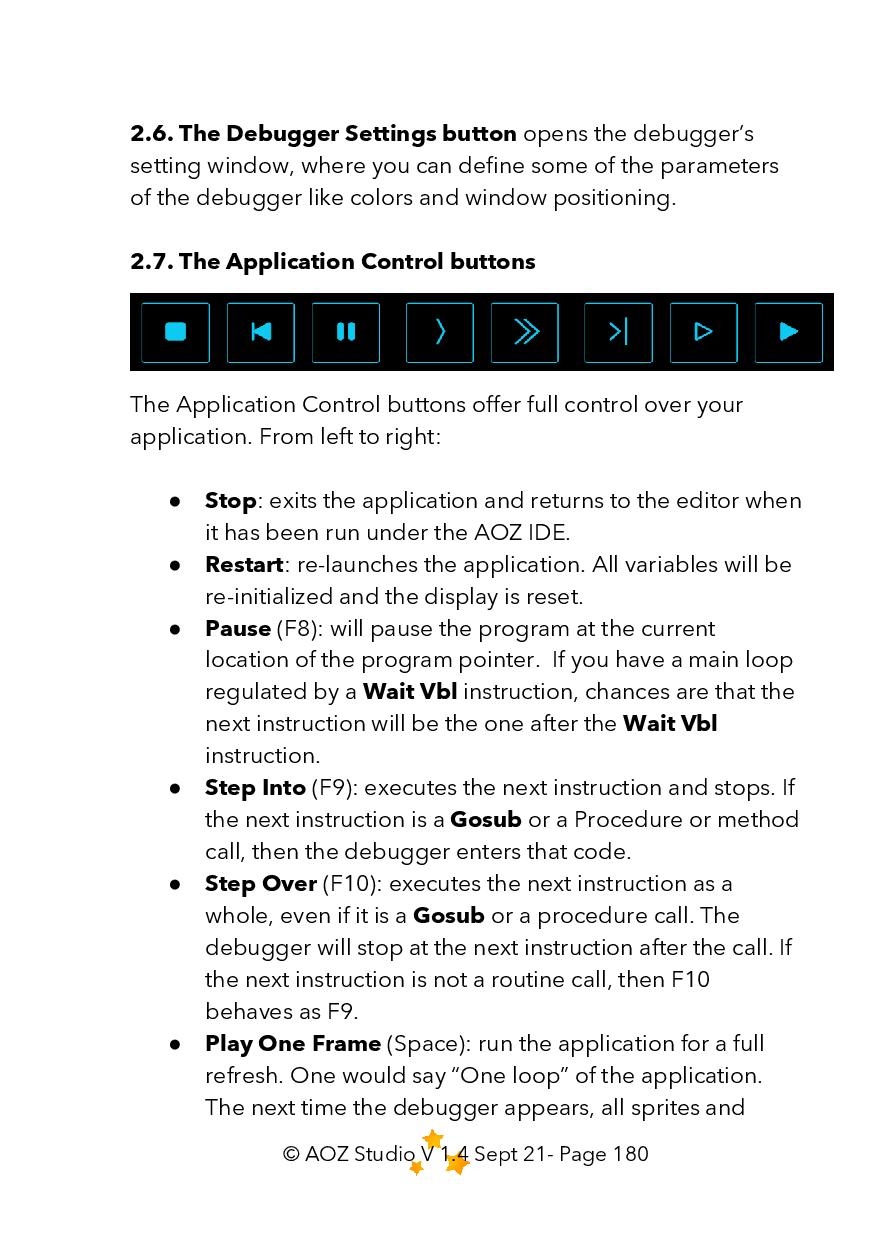 2.6. The Debugger Settings button opens the debugger’s
setting window, where you can define some of the parameters
of the debugger like colors and window positioning.
2.7. The Application Control buttons
The Application Control buttons offer full control over your
application. From left to right:
● Stop: exits the application and returns to the editor when
it has been run under the AOZ IDE.
● Restart: re-launches the application. All variables will be
re-initialized and the display is reset.
● Pause (F8): will pause the program at the current
location of the program pointer.  If you have a main loop
regulated by a Wait Vbl instruction, chances are that the
next instruction will be the one after the Wait Vbl
instruction.
● Step Into (F9): executes the next instruction and stops. If
the next instruction is a Gosub or a Procedure or method
call, then the debugger enters that code.
● Step Over (F10): executes the next instruction as a
whole, even if it is a Gosub or a procedure call. The
debugger will stop at the next instruction after the call. If
the next instruction is not a routine call, then F10
behaves as F9.
● Play One Frame (Space): run the application for a full
refresh. One would say “One loop” of the application.
The next time the debugger appears, all sprites and
© AOZ Studio V 1.4 Sept 21- Page 180